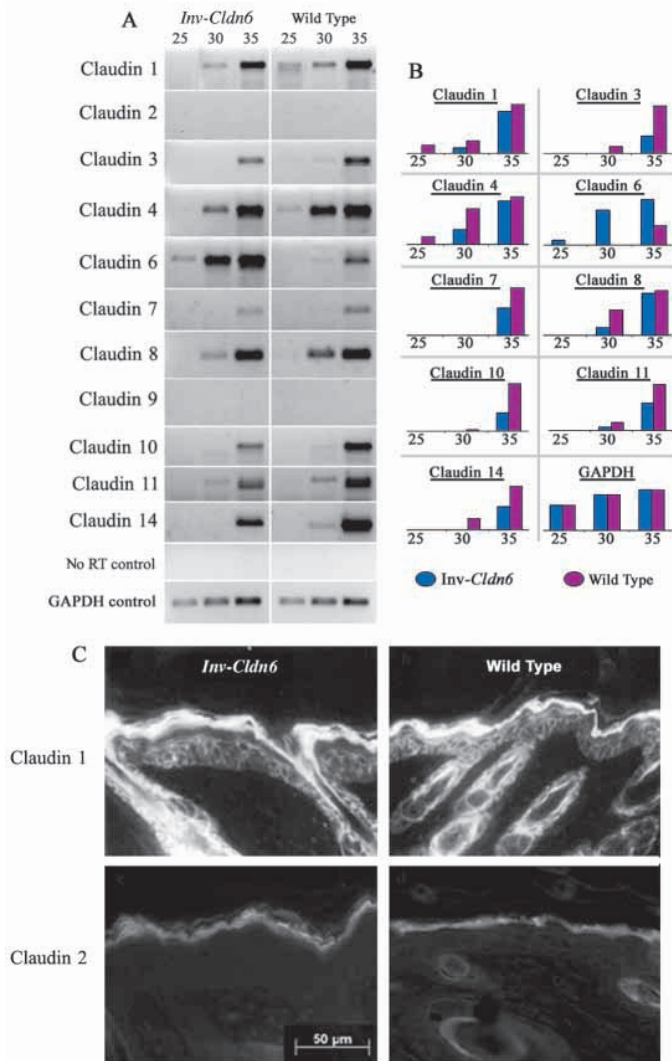 A
Inv-Cldn6 Wild Type
25 30 35 25 30 35
Claudin 1
Claudin 2
Claudin 3
Claudin 4
Claudin 6
Claudin 7
Claudin 8
Claudin 9
Claudin 10
Claudin 11
Claudin 14
No RT control
GAPDH control
B
Claudin 1 Claudin 3
25 30 35 25 30 35
Claudin 4 Claudin 6
25 30 35 25 30 35
Claudin 7 Claudin 8
25 30 35 25 30 35
Claudin 10 Claudin 11
25 30 35 25 30 35
Claudin 14 GAPDH
25 30 35 25 30 35
Inv-Cldn6 Wild Type
C
Inv-Cldn6 Wild Type
Claudin 1
Claudin 2
d
50 µm